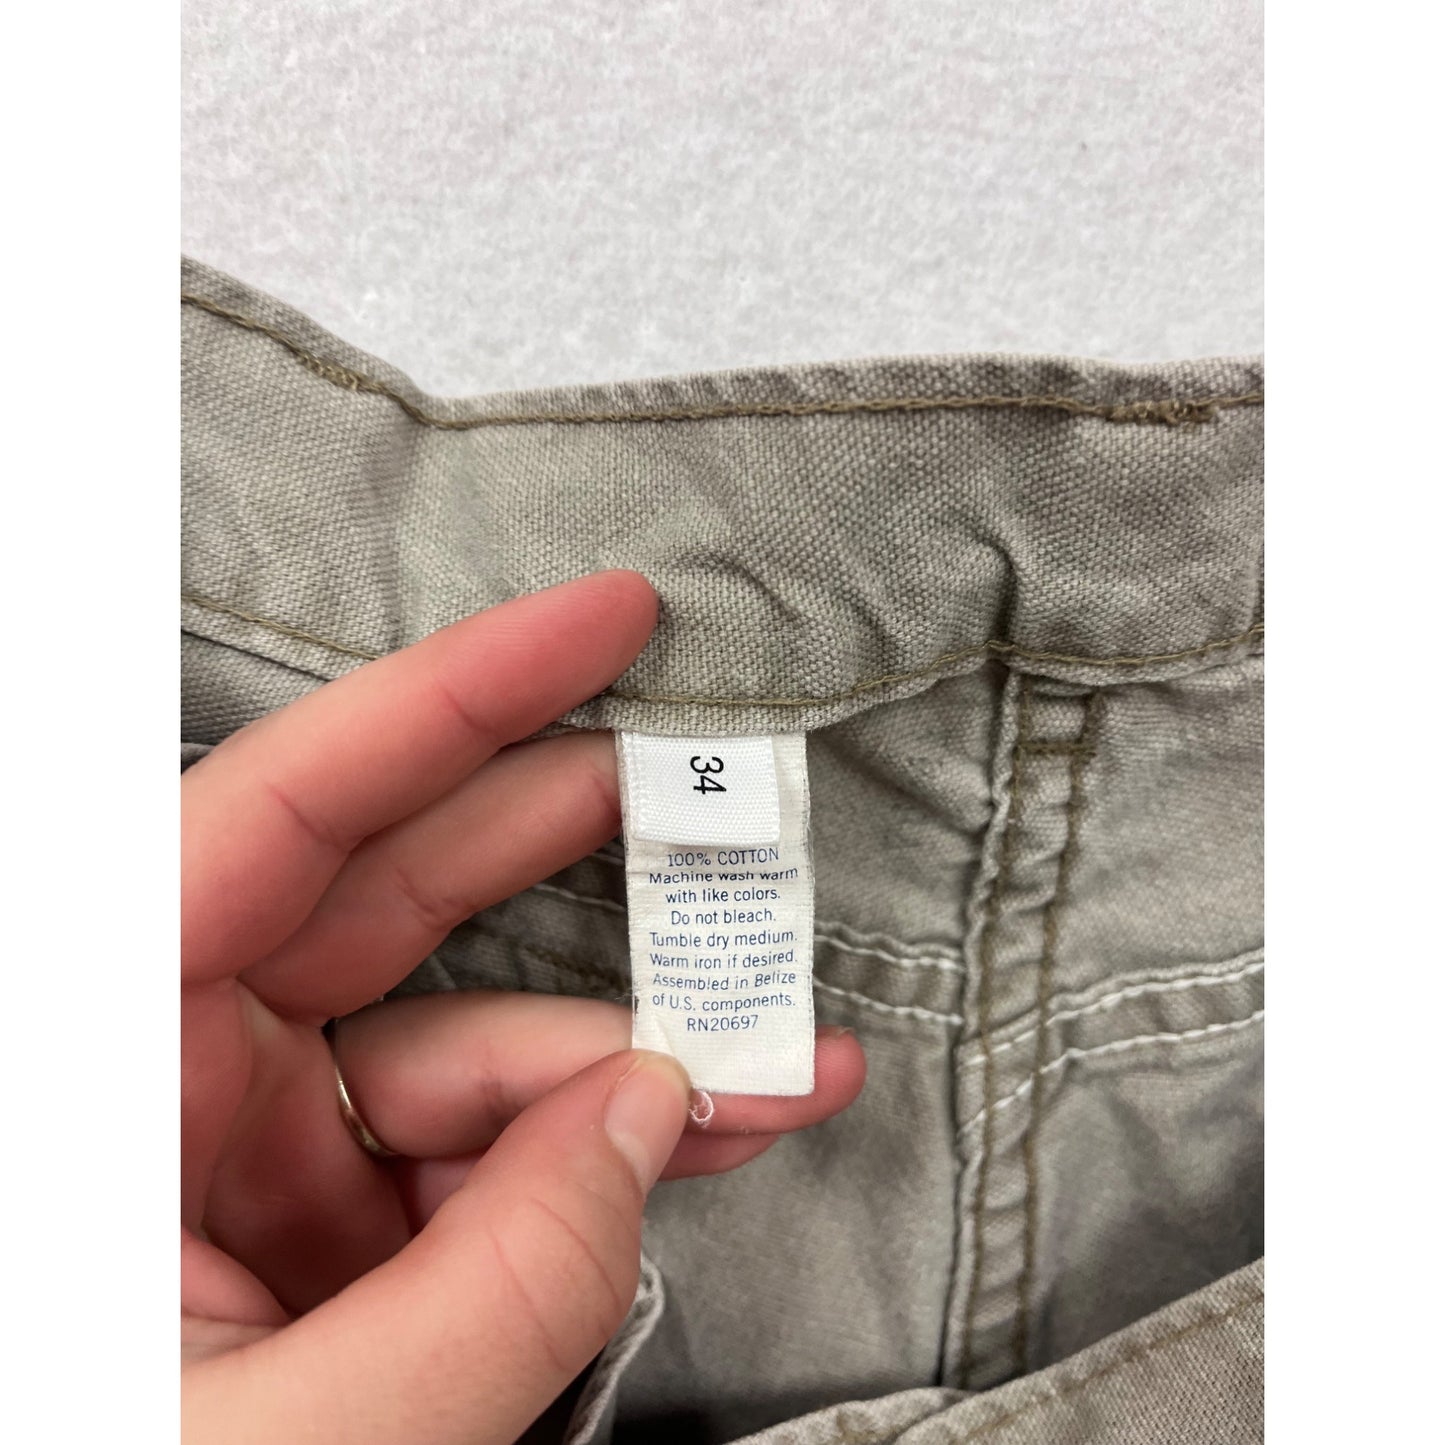 34
100% COTTON
Machine wash warm
with like colors.
Do not bleach.
Tumble dry medium.
Warm iron if desired.
Assembled in Belize
of U.S. components.
RN20697